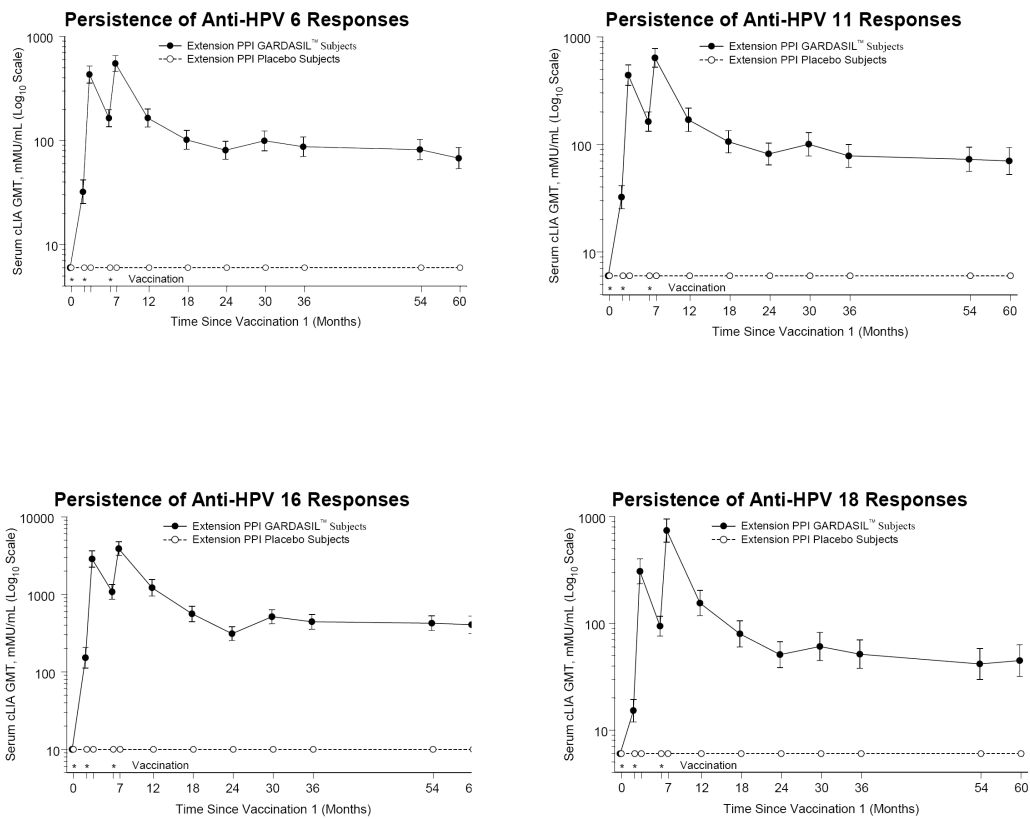 Persistence of Anti-HPV 6 Responses
Serum cLIA GMT, mMU/mL (Log10 Scale)
1000
100
10
Extension PPI GARDASIL™ Subjects
Extension PPI Placebo Subjects
* * * Vaccination
0 7 12 18 24 30 36 54 60
Time Since Vaccination 1 (Months)
Persistence of Anti-HPV 11 Responses
Serum cLIA GMT, mMU/mL (Log10 Scale)
1000
100
10
Extension PPI GARDASIL™ Subjects
Extension PPI Placebo Subjects
* * * Vaccination
0 7 12 18 24 30 36 54 60
Time Since Vaccination 1 (Months)
Persistence of Anti-HPV 16 Responses
Serum cLIA GMT, mMU/mL (Log10 Scale)
10000
1000
100
10
Extension PPI GARDASIL™ Subjects
Extension PPI Placebo Subjects
* * * Vaccination
0 7 12 18 24 30 36 54 6
Time Since Vaccination 1 (Months)
Persistence of Anti-HPV 18 Responses
Serum cLIA GMT, mMU/mL (Log10 Scale)
1000
100
10
Extension PPI GARDASIL™ Subjects
Extension PPI Placebo Subjects
* * * Vaccination
0 7 12 18 24 30 36 54 60
Time Since Vaccination 1 (Months)